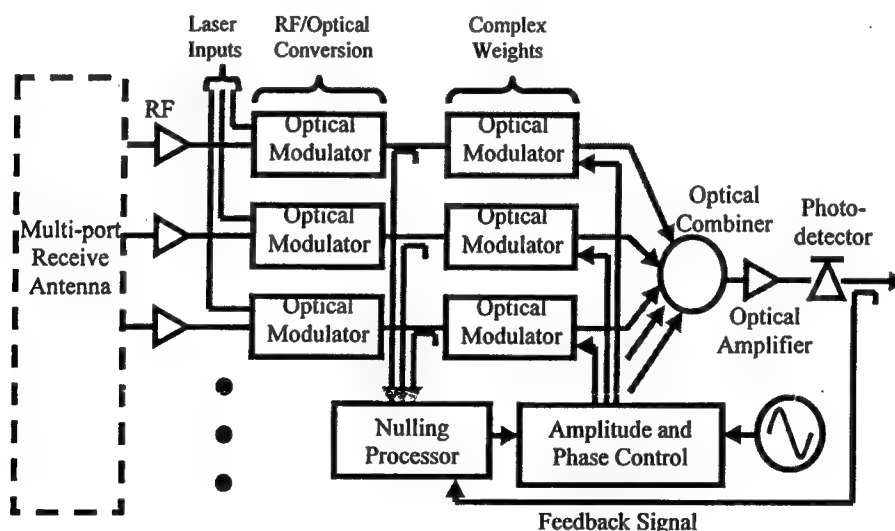 Laser
Inputs
RF/Optical
Conversion
Complex
Weights
RF
Optical
Modulator
Optical
Modulator
Optical
Combiner
Photo-
detector
Multi-port
Receive
Antenna
Optical
Modulator
Optical
Modulator
Optical
Modulator
Optical
Modulator
Optical
Amplifier
Nulling
Processor
Amplitude and
Phase Control
Feedback Signal